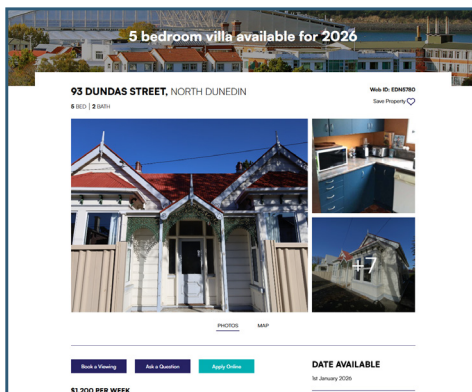 5 bedroom villa available for 2026
93 DUNDAS STREET, NORTH DUNEDIN
Web ID: EDN5780
5 BED | 2 BATH
Save Property
+7
PHOTOS
MAP
Book a Viewing
Ask a Question
Apply Online
DATE AVAILABLE
1st January 2026
$1,200 PER WEEK